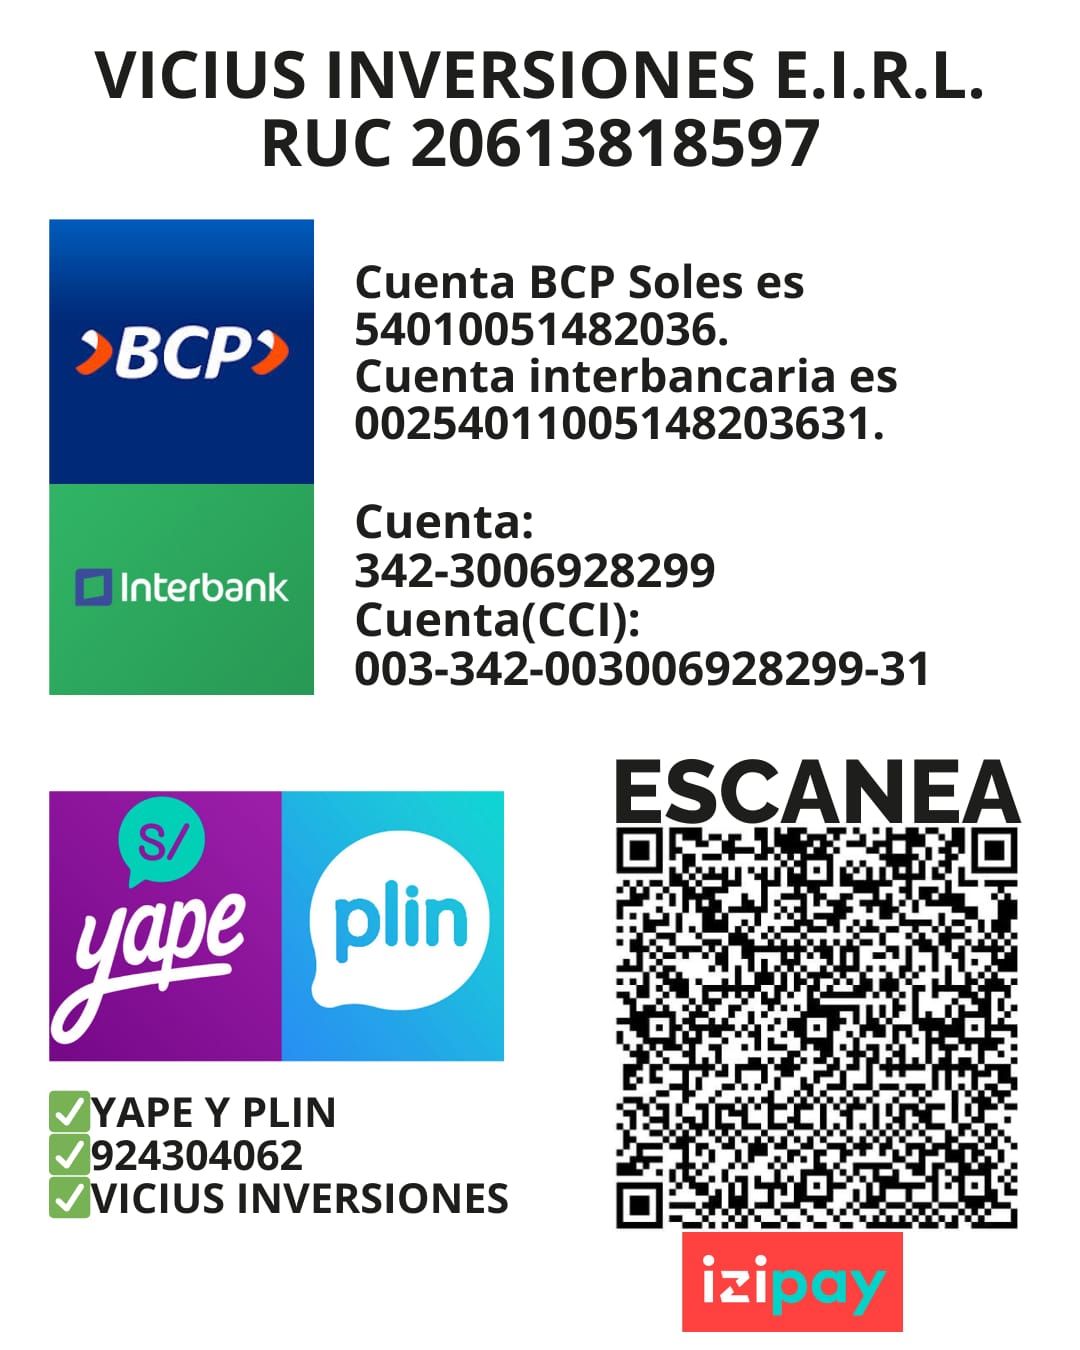 VICIUS INVERSIONES E.I.R.L.
RUC 20613818597
BCP
Cuenta BCP Soles es
54010051482036.
Cuenta interbancaria es
00254011005148203631.
Interbank
Cuenta:
342-3006928299
Cuenta(CCI):
003-342-003006928299-31
S/
yape
plin
YAPE Y PLIN
924304062
VICIUS INVERSIONES
ESCANEA
izipay